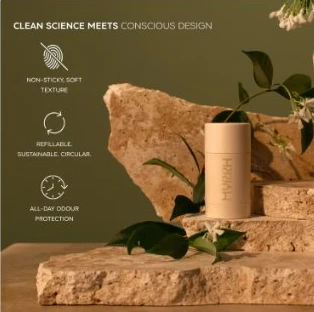 CLEAN SCIENCE MEETS CONSCIOUS DESIGN
NON-STICKY, SOFT
TEXTURE
REFILLABLE.
SUSTAINABLE. CIRCULAR.
ALL-DAY ODOUR
PROTECTION